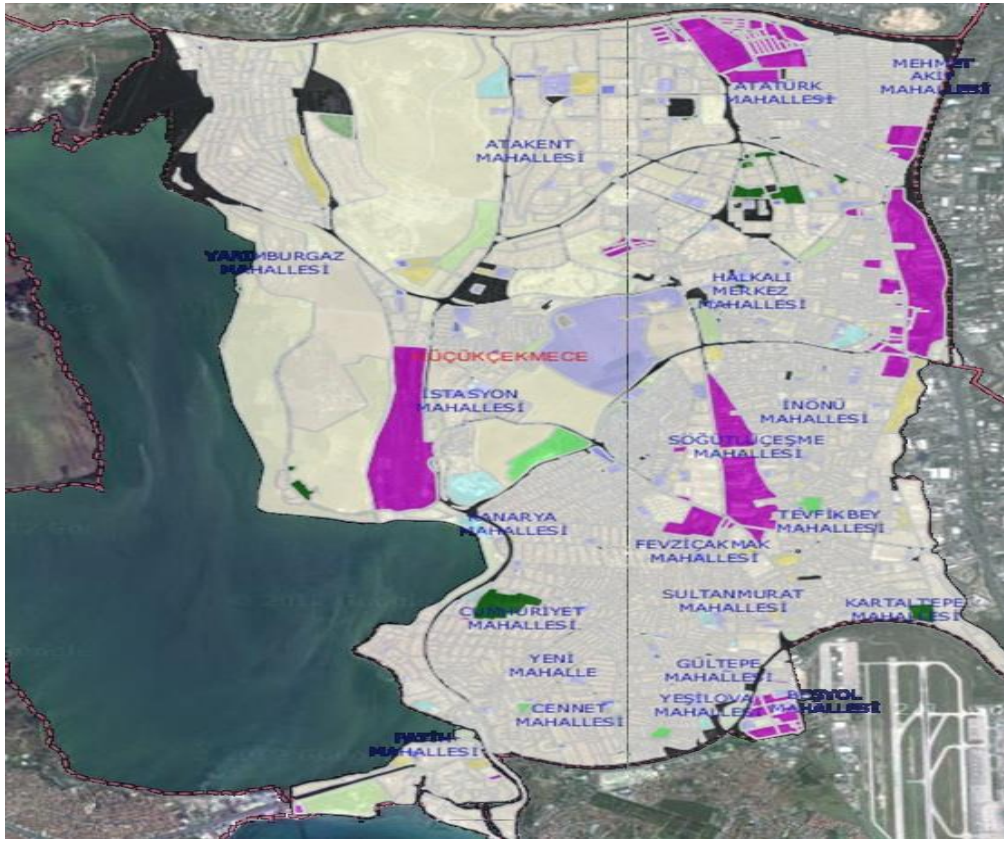 MEHMET
AKİF
MAHALLESİ
ATATÜRK
MAHALLESİ
ATAKENT
MAHALLESİ
YARIMBURGAZ
MAHALLESİ
HALKALI
MERKEZ
MAHALLESİ
KÜÇÜKÇEKMECE
İSTASYON
MAHALLESİ
İNÖNÜ
MAHALLESİ
SÖĞÜTLÜÇEŞME
MAHALLESİ
KANARYA
MAHALLESİ
TEVFİKBEY
MAHALLESİ
FEVZİÇAKMAK
MAHALLESİ
SULTANMURAT
MAHALLESİ
KARTALTEPE
MAHALLESİ
CUMHURİYET
MAHALLESİ
YENİ
MAHALLE
GÜLTEPE
MAHALLESİ
YEŞİLOVA
MAHALLESİ
BEŞYOL
MAHALLESİ
CENNET
MAHALLESİ
FATİH
MAHALLESİ